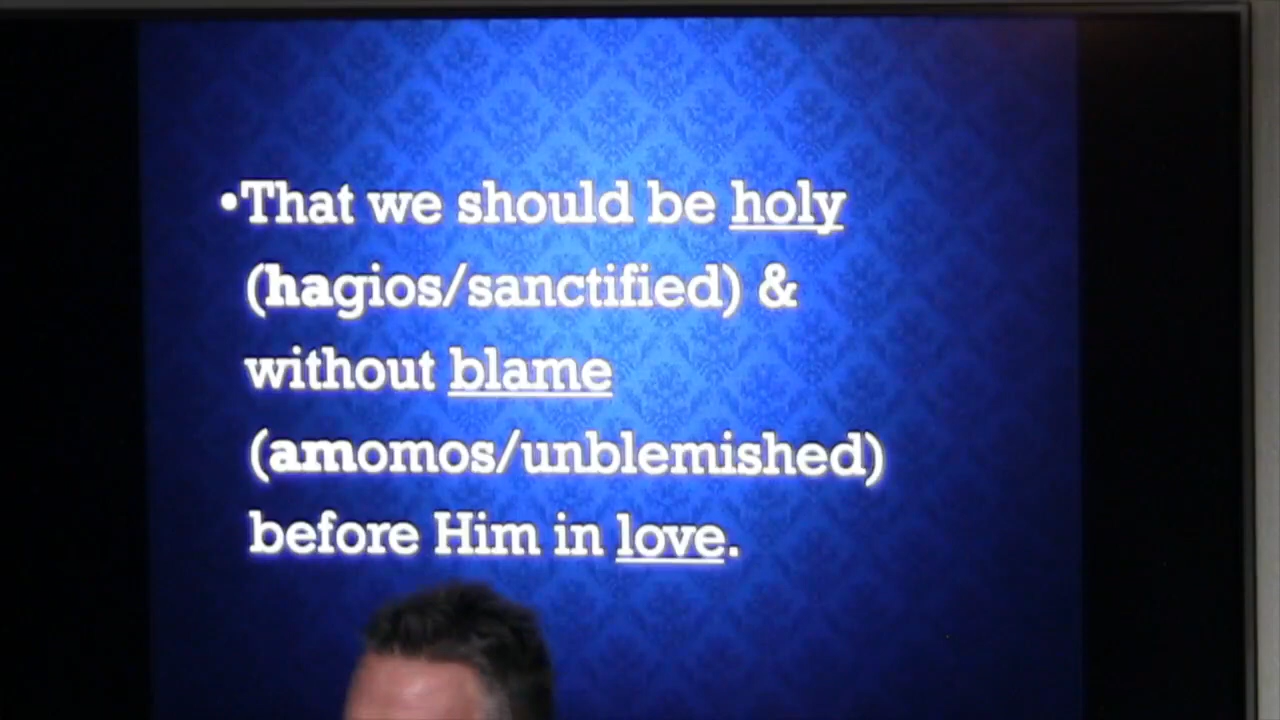 •That we should be holy
(hagios/sanctified) &
without blame
(amomos/unblemished)
before Him in love.